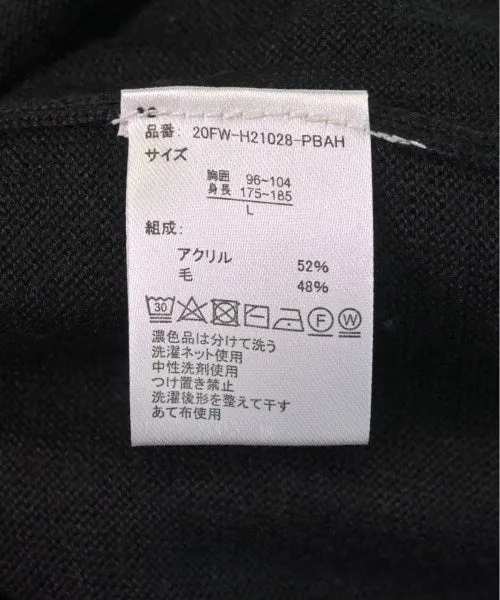 品番: 20FW-H21028-PBAH
サイズ
胸囲 96~104
身長 175~185
L
組成:
アクリル 52%
毛 48%
30 F W
濃色品は分けて洗う
洗濯ネット使用
中性洗剤使用
つけ置き禁止
洗濯後形を整えて干す
あて布使用